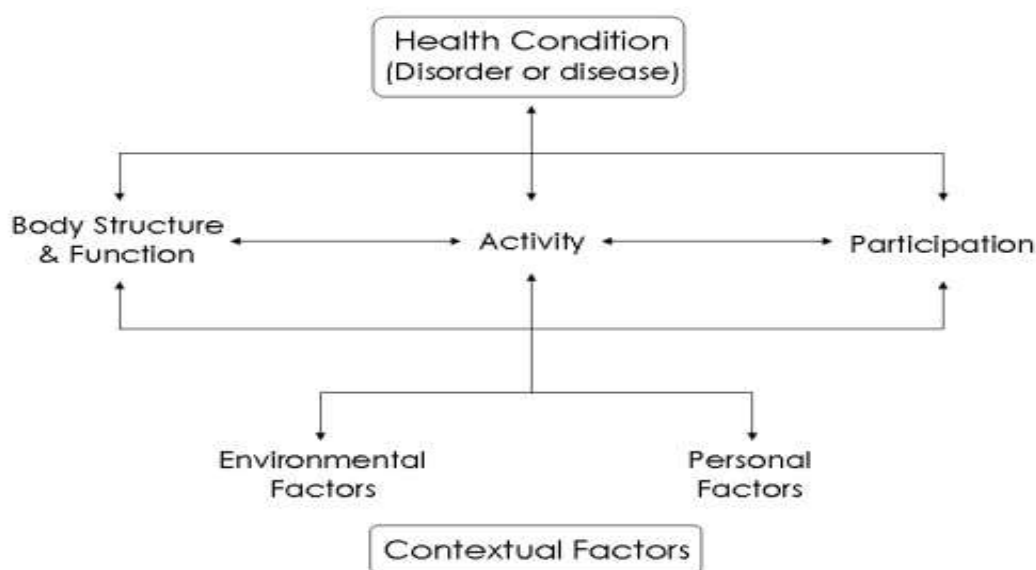 Health Condition
(Disorder or disease)
Body Structure
& Function
Activity
Participation
Environmental
Factors
Personal
Factors
Contextual Factors